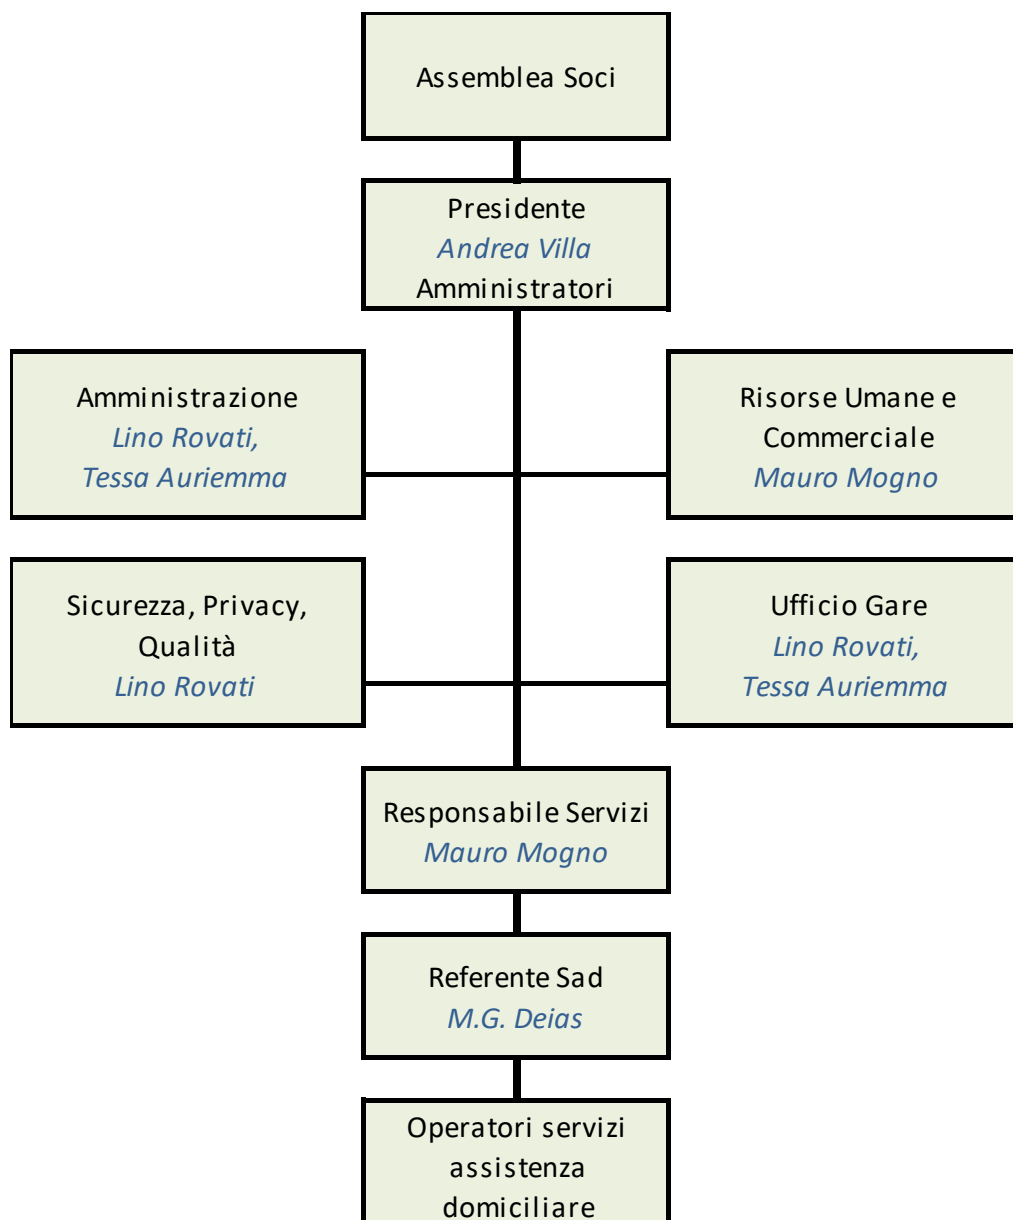 Assemblea Soci
Presidente
Andrea Villa
Amministratori
Amministrazione
Lino Rovati,
Tessa Auriemma
Risorse Umane e
Commerciale
Mauro Mogno
Sicurezza, Privacy,
Qualità
Lino Rovati
Ufficio Gare
Lino Rovati,
Tessa Auriemma
Responsabile Servizi
Mauro Mogno
Referente Sad
M.G. Deias
Operatori servizi
assistenza
domiciliare